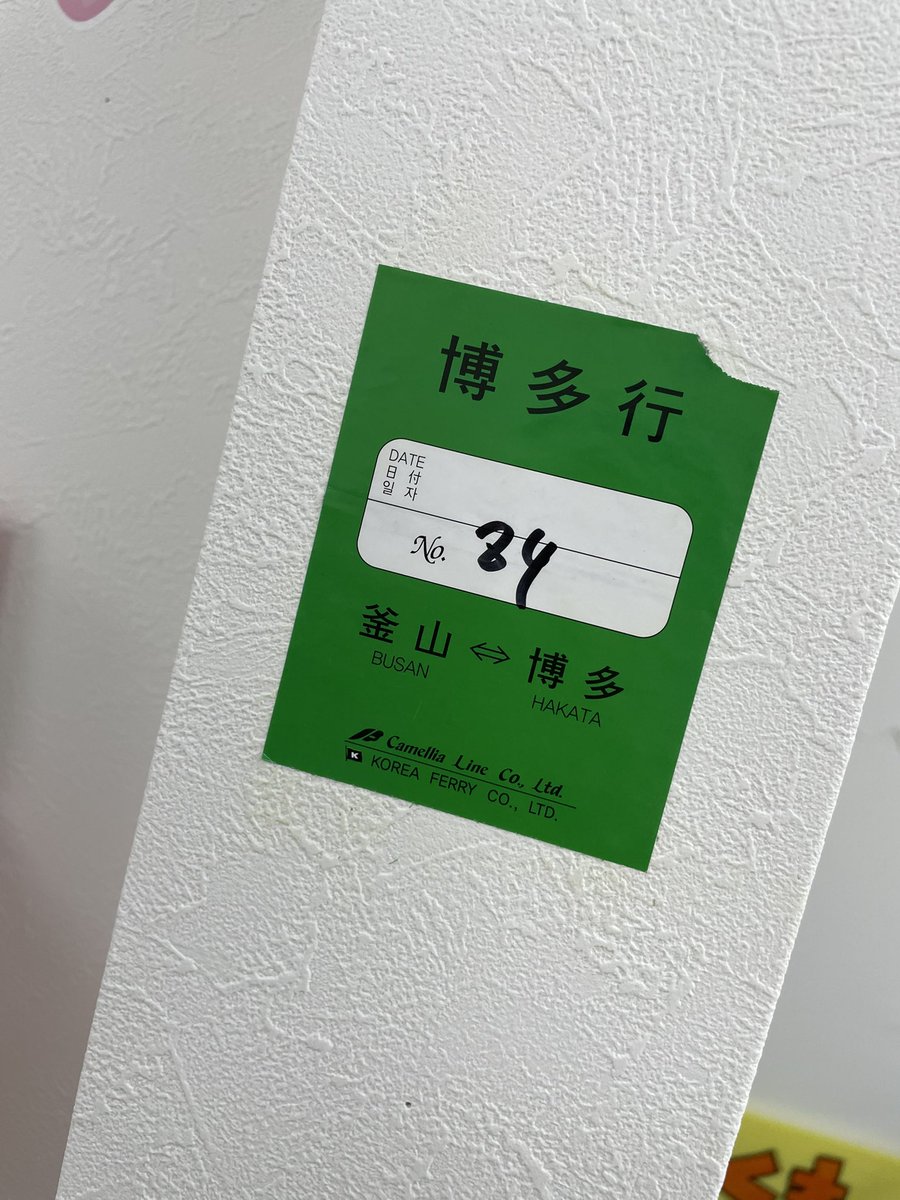 博多行
DATE
日付
일자
No. 34
釜山 ⇔ 博多
BUSAN HAKATA
Camellia Line Co., Ltd.
K KOREA FERRY CO., LTD.